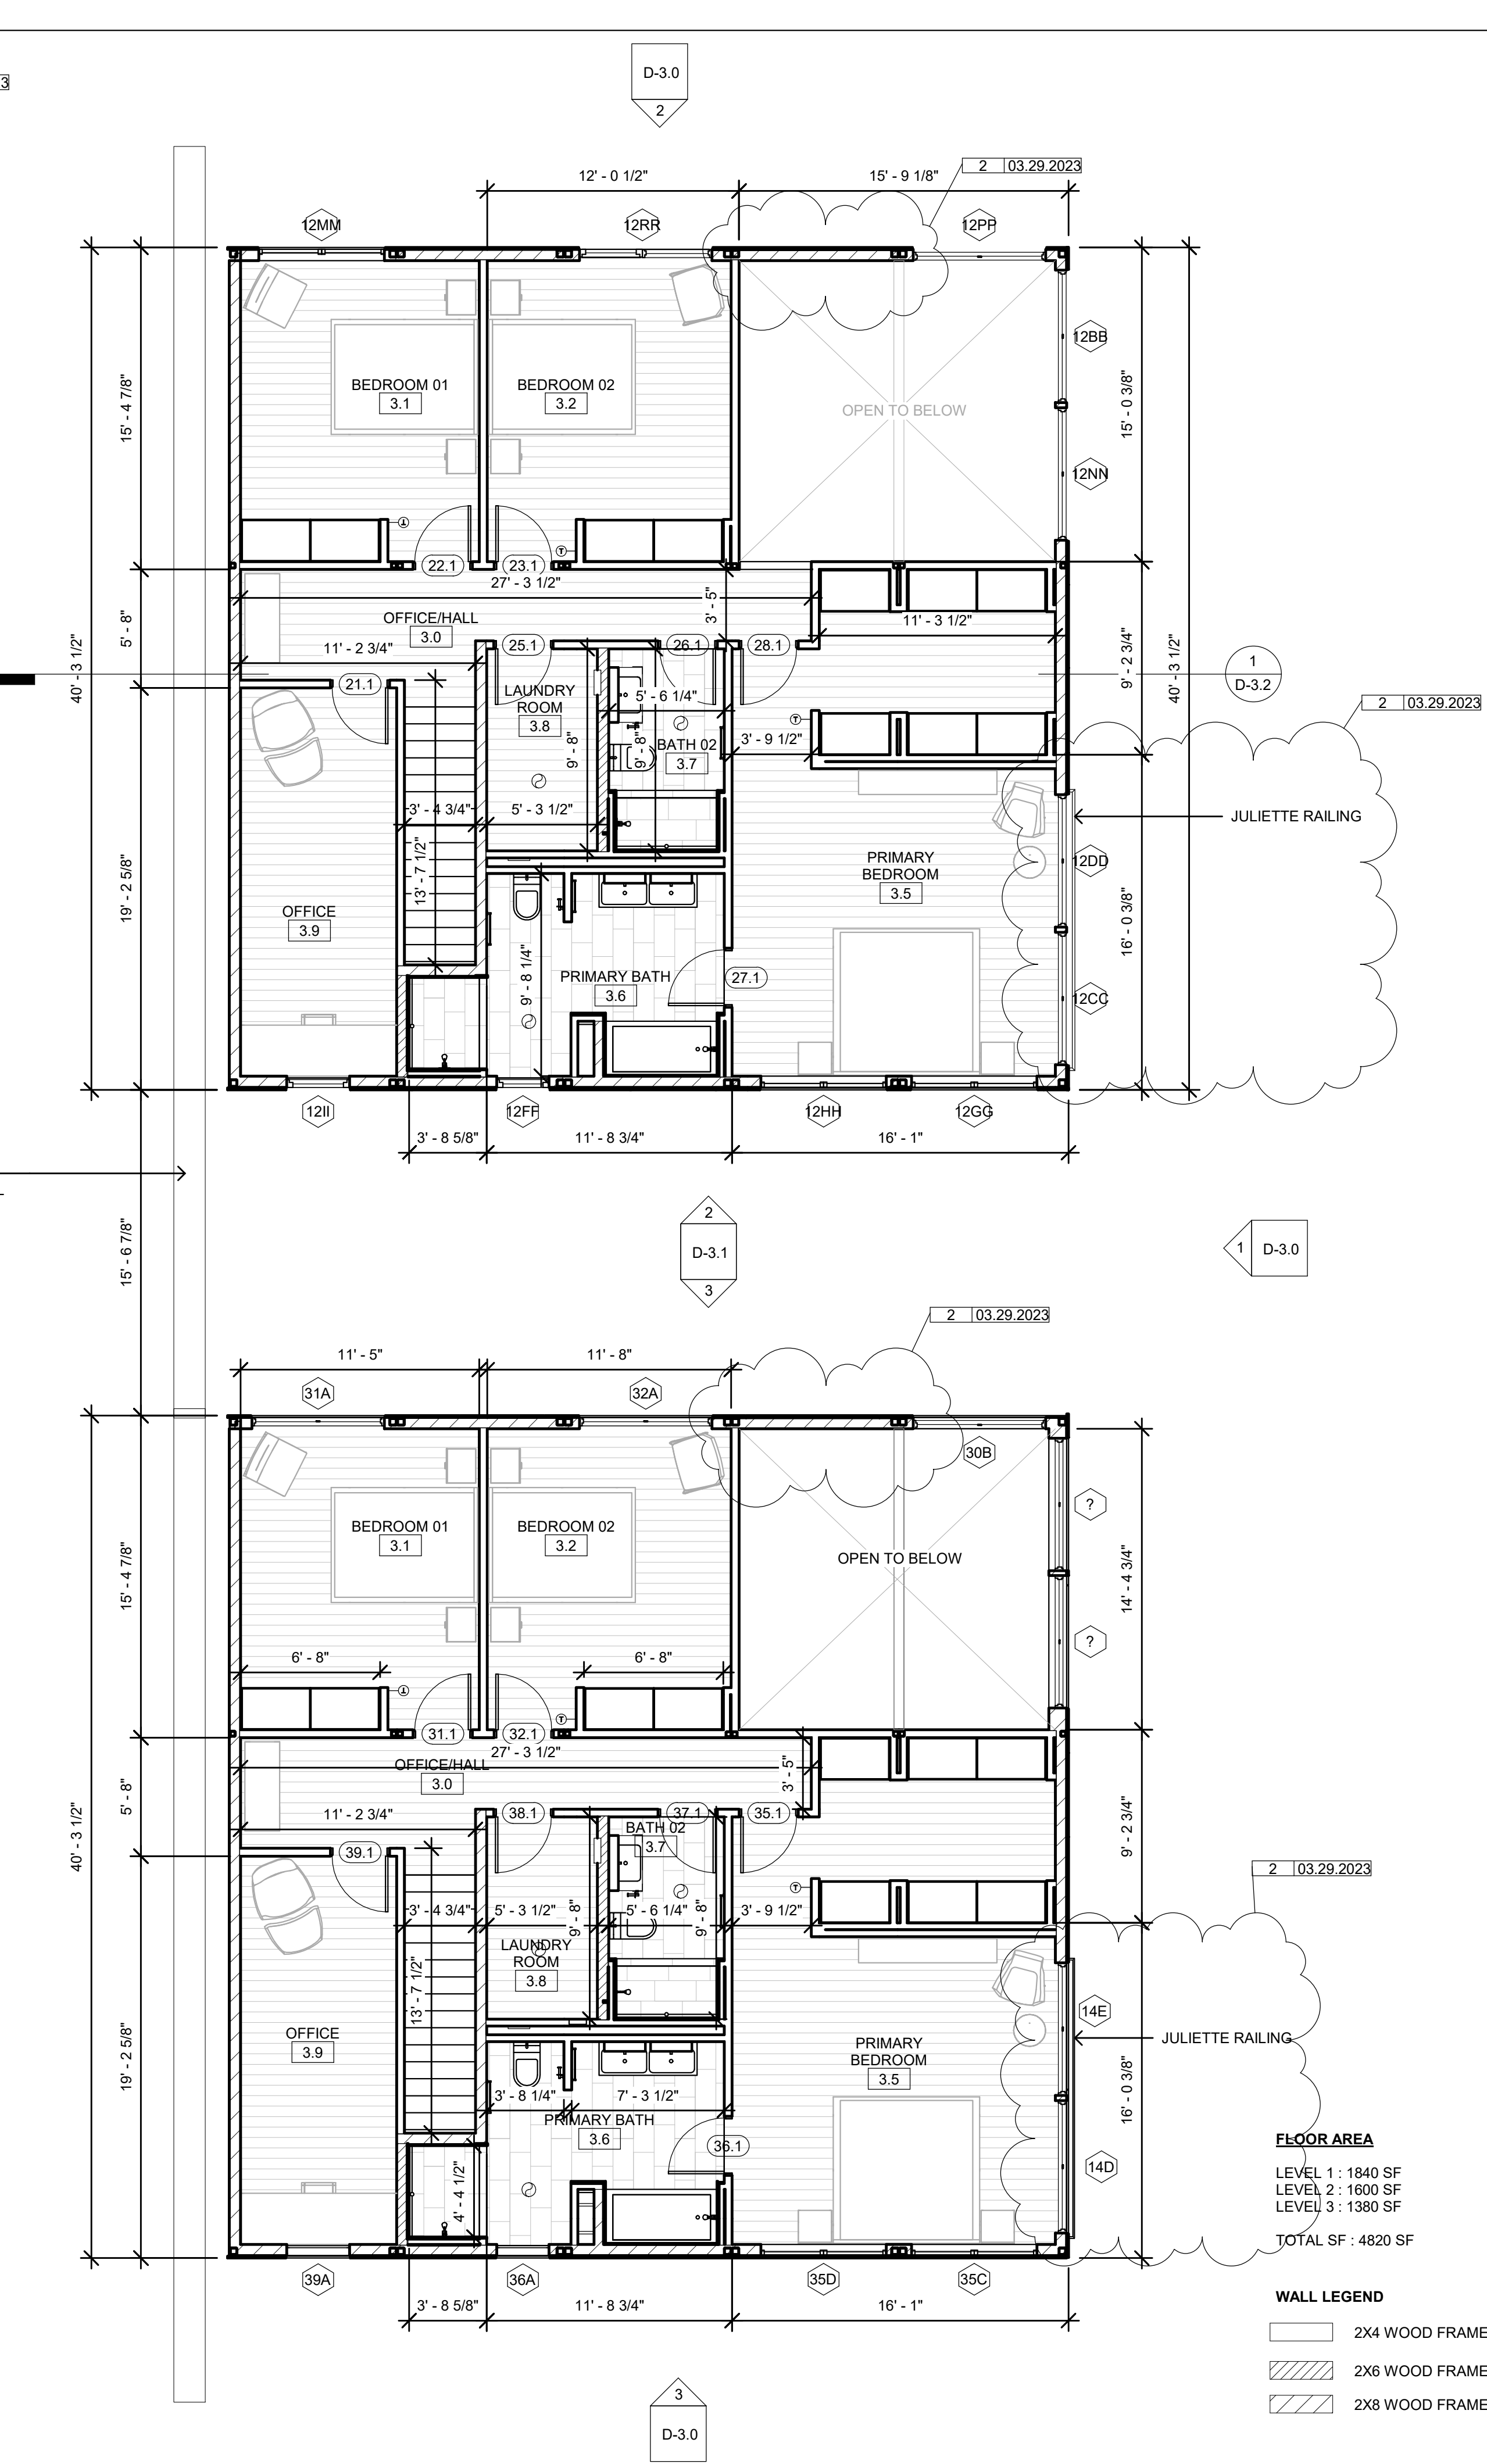 3
D-3.0
2
2 03.29.2023
12' - 0 1/2"
15' - 9 1/8"
12MM
12RR
12PP
12BB
12NN
BEDROOM 01
3.1
BEDROOM 02
3.2
OPEN TO BELOW
15' - 4 7/8"
15' - 0 3/8"
T
T
22.1
23.1
27' - 3 1/2"
3' - 5"
OFFICE/HALL
3.0
11' - 3 1/2"
5' - 8"
40' - 3 1/2"
11' - 2 3/4"
25.1
26.1
28.1
9' - 2 3/4"
40' - 3 1/2"
1
D-3.2
21.1
LAUNDRY
ROOM
3.8
5' - 6 1/4"
2 03.29.2023
9' - 8"
9' - 8"
BATH 02
3.7
T
3' - 9 1/2"
3' - 4 3/4"
5' - 3 1/2"
JULIETTE RAILING
13' - 7 1/2"
PRIMARY
BEDROOM
3.5
12DD
19' - 2 5/8"
OFFICE
3.9
16' - 0 3/8"
9' - 8 1/4"
PRIMARY BATH
3.6
27.1
12CC
12II
12FF
12HH
12GG
3' - 8 5/8"
11' - 8 3/4"
16' - 1"
15' - 6 7/8"
2
D-3.1
3
1 D-3.0
2 03.29.2023
11' - 5"
11' - 8"
31A
32A
30B
?
BEDROOM 01
3.1
BEDROOM 02
3.2
OPEN TO BELOW
15' - 4 7/8"
14' - 4 3/4"
?
6' - 8"
6' - 8"
T
T
31.1
32.1
27' - 3 1/2"
OFFICE/HALL
3.0
3' - 5"
5' - 8"
40' - 3 1/2"
11' - 2 3/4"
38.1
37.1
35.1
BATH 02
3.7
9' - 2 3/4"
39.1
2 03.29.2023
T
3' - 4 3/4"
5' - 3 1/2"
9' - 8"
5' - 6 1/4"
9' - 8"
3' - 9 1/2"
LAUNDRY
ROOM
3.8
13' - 7 1/2"
14E
OFFICE
3.9
PRIMARY
BEDROOM
3.5
JULIETTE RAILING
19' - 2 5/8"
16' - 0 3/8"
3' - 8 1/4"
7' - 3 1/2"
PRIMARY BATH
3.6
36.1
14D
4' - 4 1/2"
FLOOR AREA
LEVEL 1 : 1840 SF
LEVEL 2 : 1600 SF
LEVEL 3 : 1380 SF
TOTAL SF : 4820 SF
39A
36A
35D
35C
3' - 8 5/8"
11' - 8 3/4"
16' - 1"
WALL LEGEND
2X4 WOOD FRAME
2X6 WOOD FRAME
2X8 WOOD FRAME
3
D-3.0